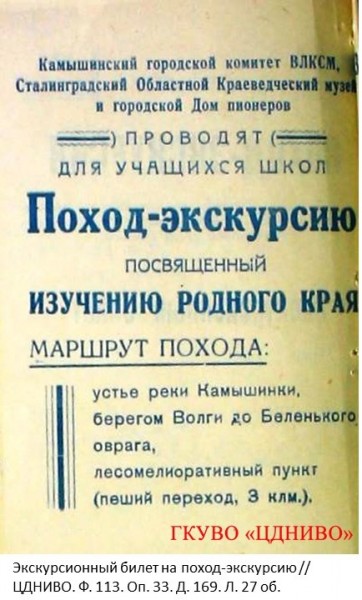 Камышинский городской комитет ВЛКСМ,
Сталинградский Областной Краеведческий музей
и городской Дом пионеров
ПРОВОДЯТ
ДЛЯ УЧАЩИХСЯ ШКОЛ
Поход-экскурсию
ПОСВЯЩЕННЫЙ
ИЗУЧЕНИЮ РОДНОГО КРАЯ
МАРШРУТ ПОХОДА:
устье реки Камышинки,
берегом Волги до Беленького
оврага,
лесомелиоративный пункт
(пеший переход, 3 клм.).
ГКУВО «ЦДНИВО»
Экскурсионный билет на поход-экскурсию //
ЦДНИВО. Ф. 113. Оп. 33. Д. 169. Л. 27 об.